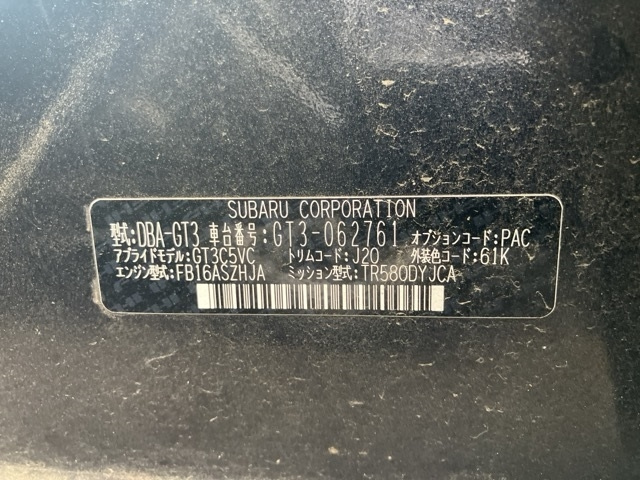 SUBARU CORPORATION
型式:DBA-GT3 車台番号:GT3-062761 オプションコード:PAC
アプライドモデル:GT3C5VC トリムコード:J20 外装色コード:61K
エンジン型式:FB16ASZHJA ミッション型式:TR580DYJCA